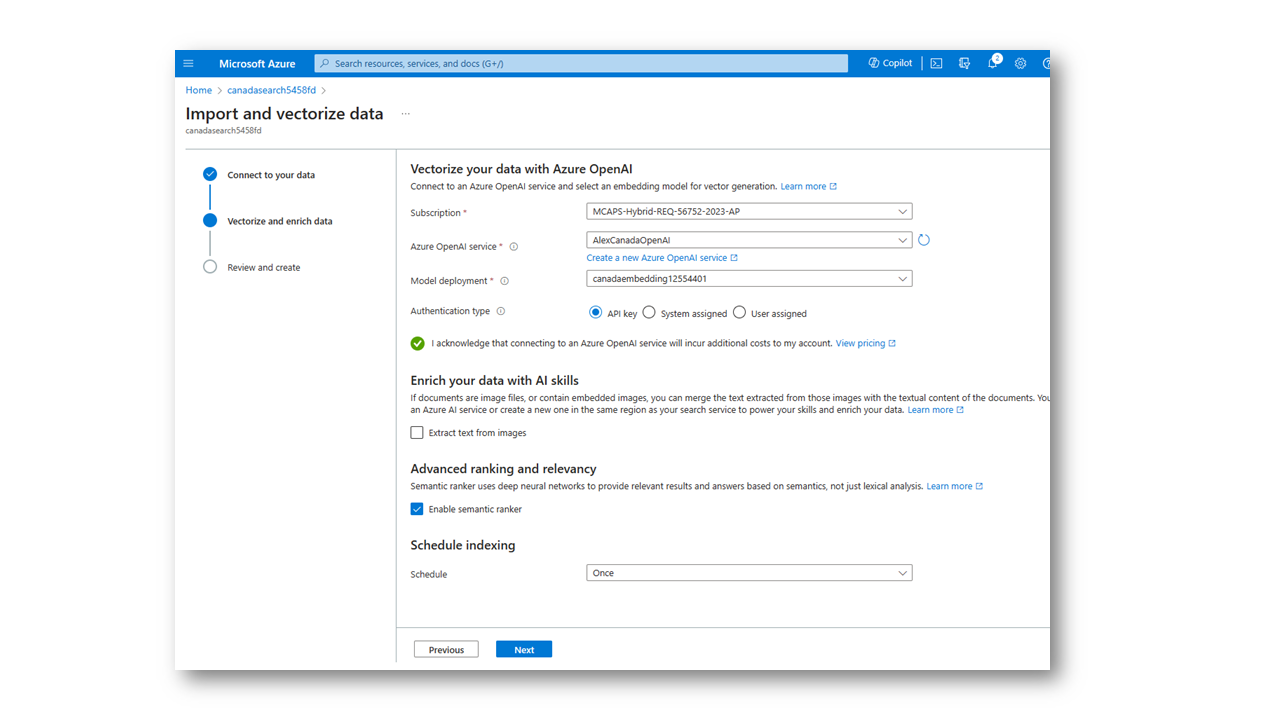 Microsoft Azure
Search resources, services, and docs (G+/)
Copilot
2
Home > canadasearch5458fd >
Import and vectorize data ...
canadasearch5458fd
Connect to your data
Vectorize and enrich data
Review and create
Vectorize your data with Azure OpenAI
Connect to an Azure OpenAI service and select an embedding model for vector generation. Learn more
Subscription *
MCAPS-Hybrid-REQ-56752-2023-AP
Azure OpenAI service *
AlexCanadaOpenAI
Create a new Azure OpenAI service
Model deployment *
canadaembedding12554401
Authentication type
API key System assigned User assigned
I acknowledge that connecting to an Azure OpenAI service will incur additional costs to my account. View pricing
Enrich your data with AI skills
If documents are image files, or contain embedded images, you can merge the text extracted from those images with the textual content of the documents. You
an Azure AI service or create a new one in the same region as your search service to power your skills and enrich your data. Learn more
Extract text from images
Advanced ranking and relevancy
Semantic ranker uses deep neural networks to provide relevant results and answers based on semantics, not just lexical analysis. Learn more
Enable semantic ranker
Schedule indexing
Schedule
Once
Previous
Next